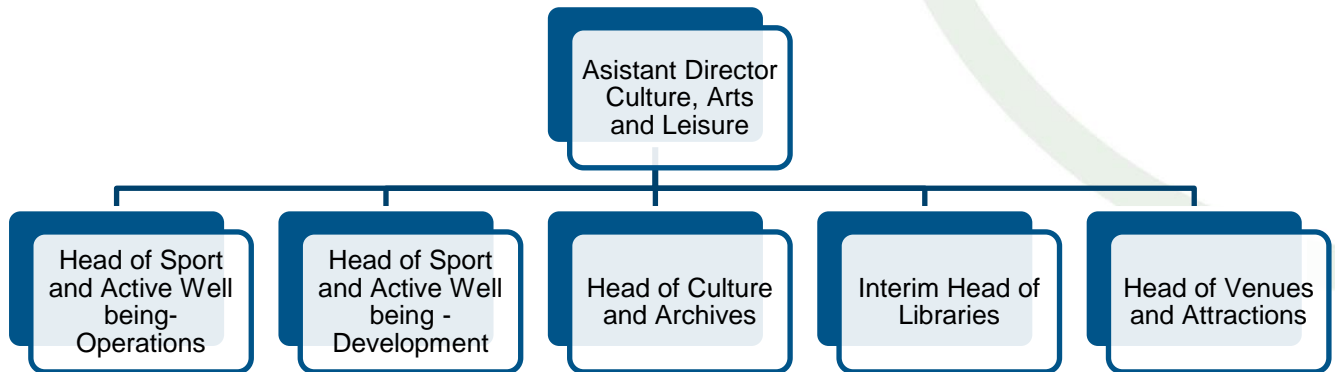 Asistant Director
Culture, Arts
and Leisure
Head of Sport
and Active Well
being-
Operations
Head of Sport
and Active Well
being -
Development
Head of Culture
and Archives
Interim Head of
Libraries
Head of Venues
and Attractions